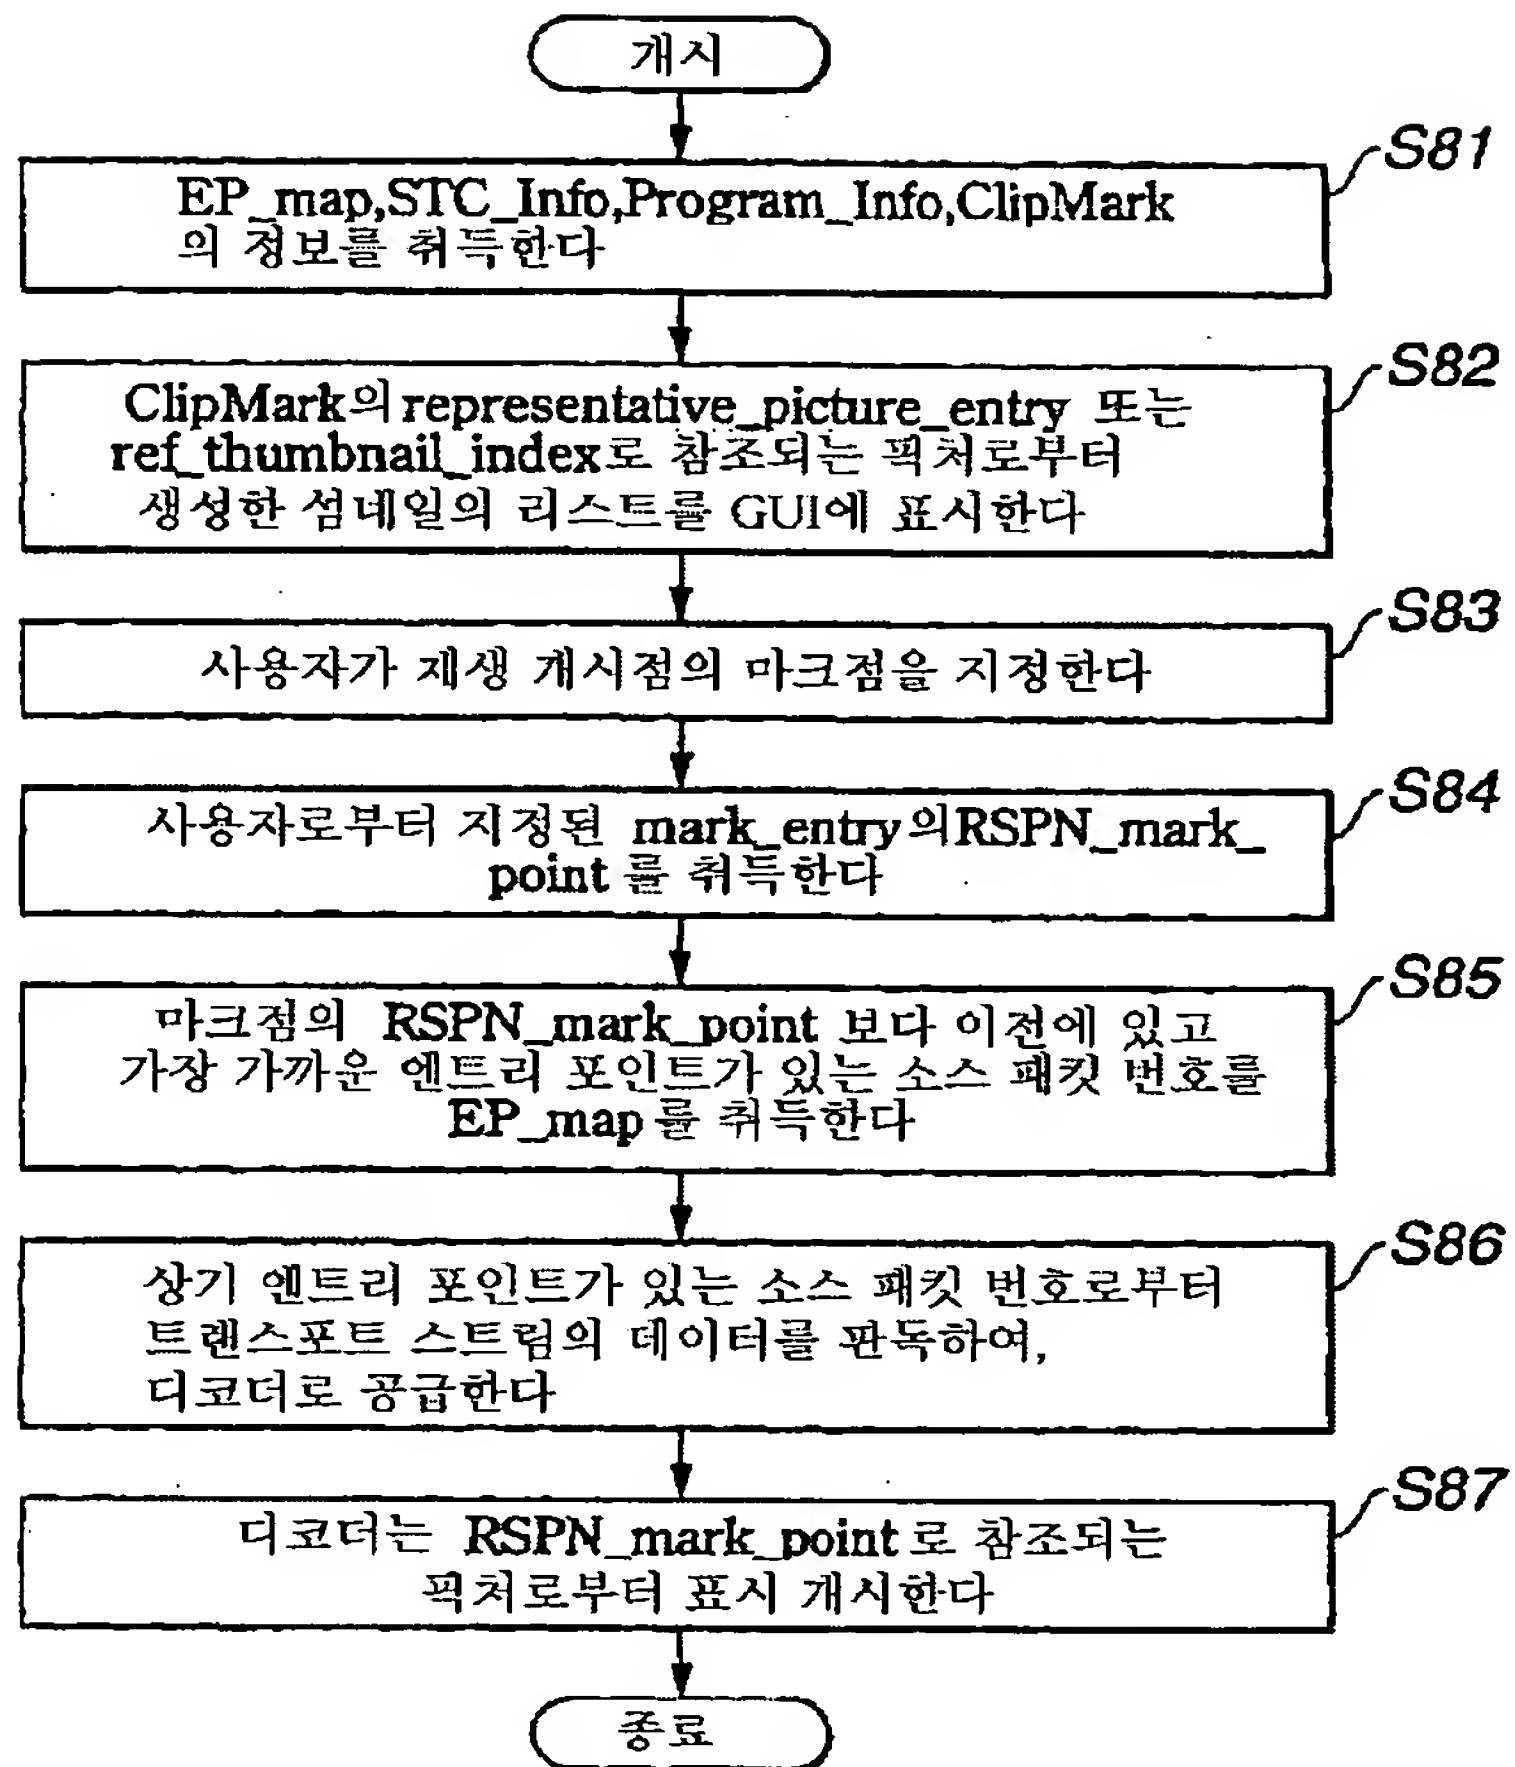 개시
S81
EP_map,STC_Info,Program_Info,ClipMark
의 정보를 취득한다
S82
ClipMark의 representative_picture_entry 또는
ref_thumbnail_index로 참조되는 픽처로부터
생성한 섬네일의 리스트를 GUI에 표시한다
S83
사용자가 재생 개시점의 마크점을 지정한다
S84
사용자로부터 지정된 mark_entry의RSPN_mark_
point를 취득한다
S85
마크점의 RSPN_mark_point 보다 이전에 있고
가장 가까운 엔트리 포인트가 있는 소스 패킷 번호를
EP_map를 취득한다
S86
상기 엔트리 포인트가 있는 소스 패킷 번호로부터
트랜스포트 스트림의 데이터를 판독하여,
디코더로 공급한다
S87
디코더는 RSPN_mark_point로 참조되는
픽처로부터 표시 개시한다
종료